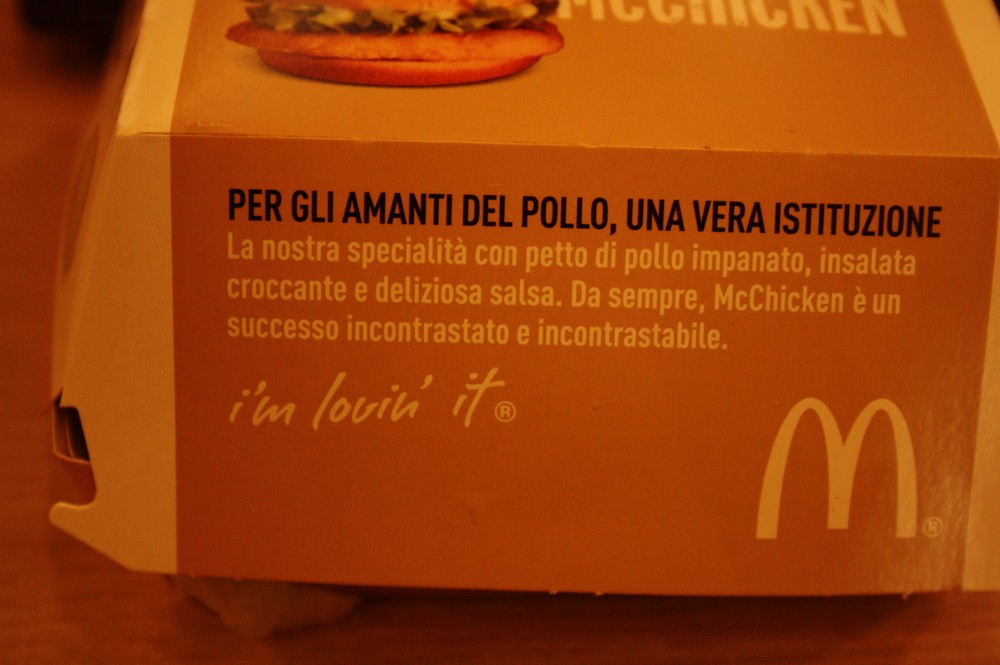 McCHICKEN
PER GLI AMANTI DEL POLLO, UNA VERA ISTITUZIONE
La nostra specialità con petto di pollo impanato, insalata
croccante e deliziosa salsa. Da sempre, McChicken è un
successo incontrastato e incontrastabile.
i'm lovin' it®
M®